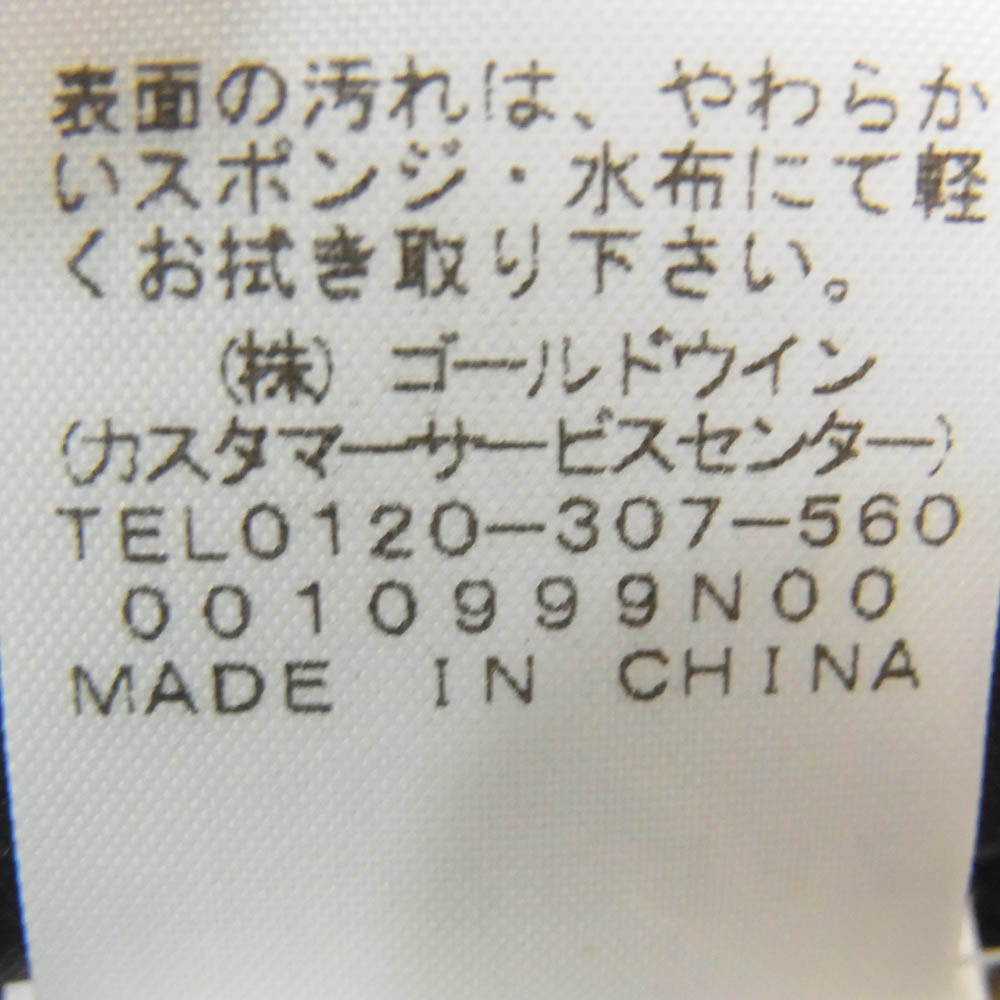 表面の汚れは、やわらか
いスポンジ・水布にて軽
くお拭き取り下さい。
(株) ゴールドウイン
(カスタマーサービスセンター)
TEL0120-307-560
0010999N00
MADE IN CHINA